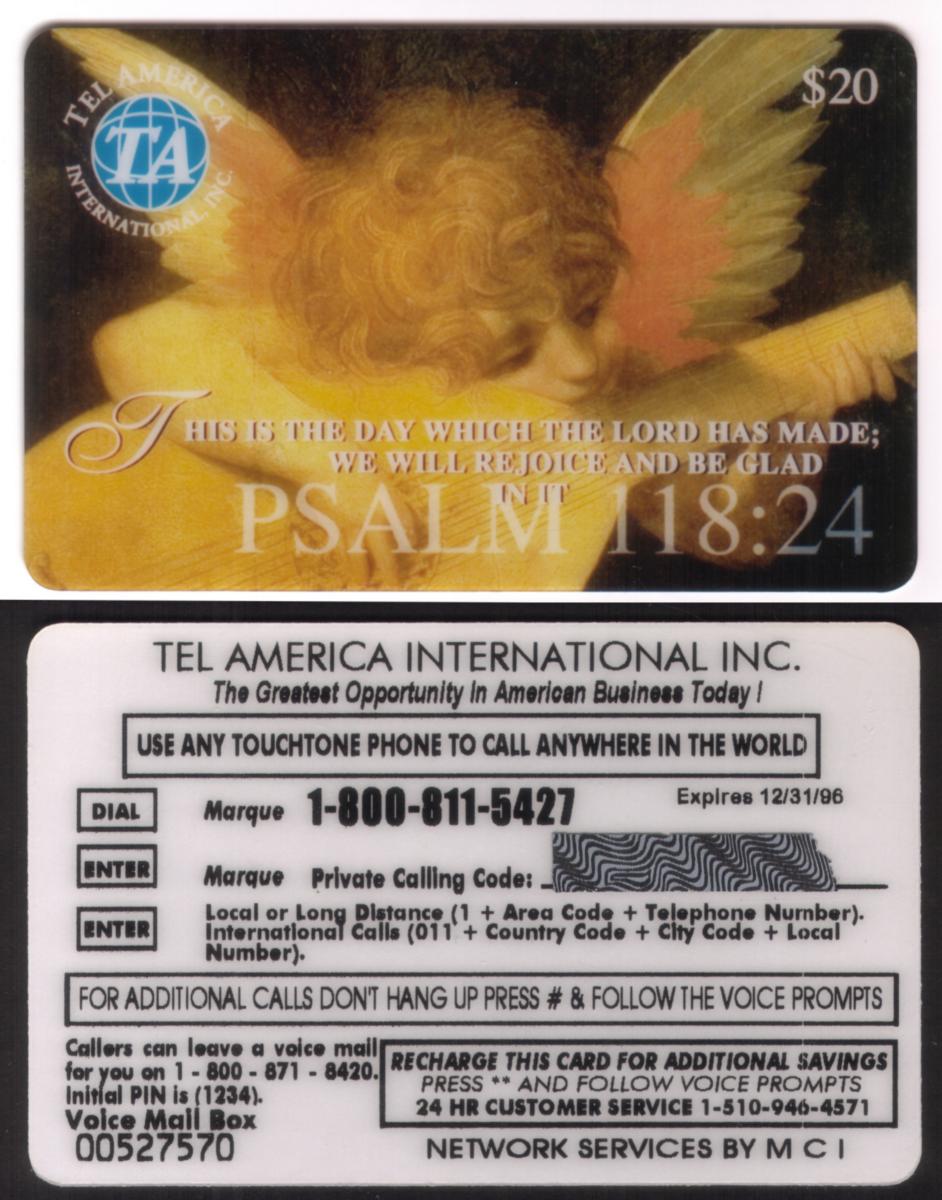 TEL AMERICA
TA
INTERNATIONAL, INC.
$20
THIS IS THE DAY WHICH THE LORD HAS MADE;
WE WILL REJOICE AND BE GLAD
IN IT
PSALM 118:24
TEL AMERICA INTERNATIONAL INC.
The Greatest Opportunity in American Business Today !
USE ANY TOUCHTONE PHONE TO CALL ANYWHERE IN THE WORLD
DIAL Marque 1-800-811-5427 Expires 12/31/96
ENTER Marque Private Calling Code:
ENTER Local or Long Distance (1 + Area Code + Telephone Number).
International Calls (011 + Country Code + City Code + Local
Number).
FOR ADDITIONAL CALLS DON'T HANG UP PRESS # & FOLLOW THE VOICE PROMPTS
Callers can leave a voice mail
for you on 1 - 800 - 871 - 8420.
Initial PIN is (1234).
Voice Mail Box
00527570
RECHARGE THIS CARD FOR ADDITIONAL SAVINGS
PRESS ** AND FOLLOW VOICE PROMPTS
24 HR CUSTOMER SERVICE 1-510-946-4571
NETWORK SERVICES BY M C I